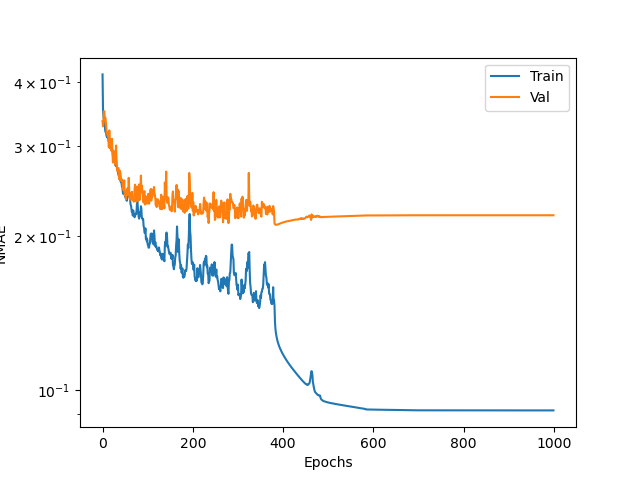 Train
Val
4 × 10⁻¹
3 × 10⁻¹
2 × 10⁻¹
10⁻¹
NMAE
0 200 400 600 800 1000
Epochs